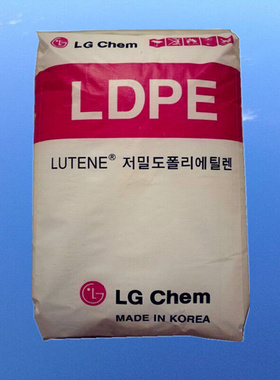 LG Chem
LDPE
LUTENE® 저밀도폴리에틸렌
LG Chem
MADE IN KOREA